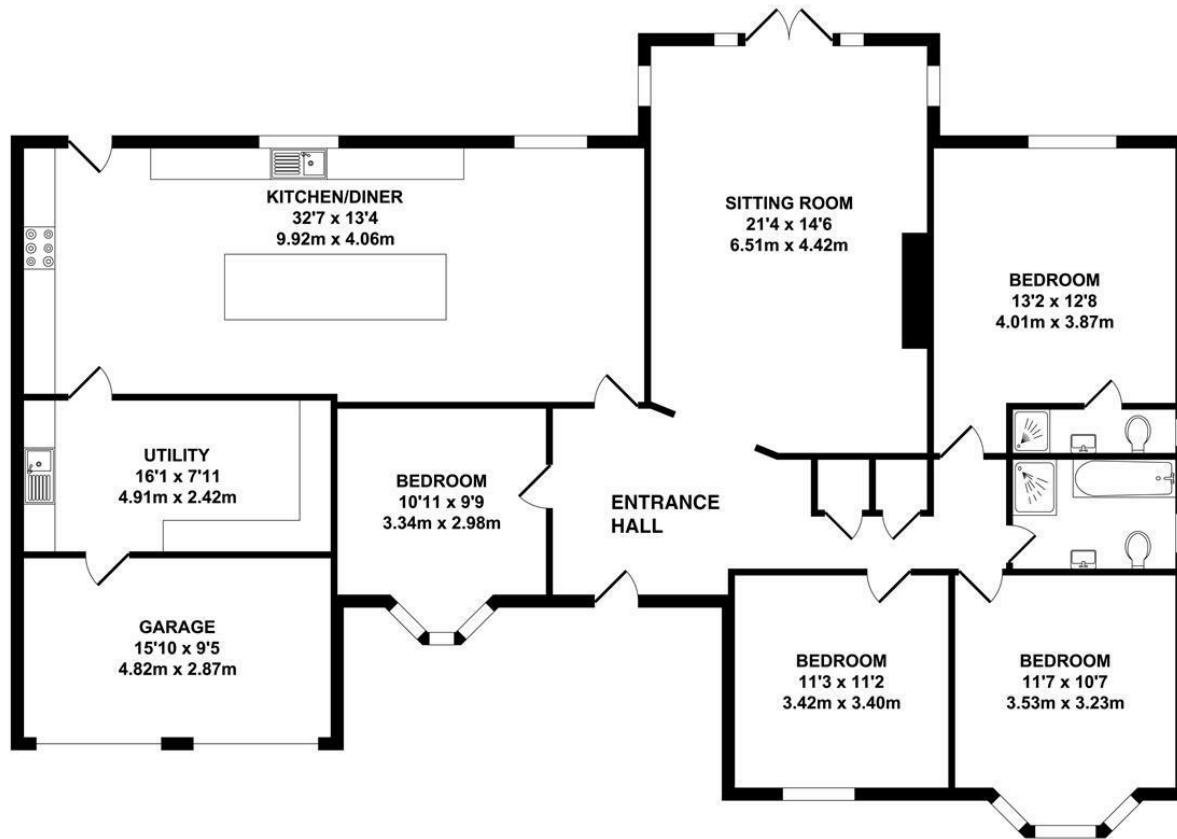 KITCHEN/DINER
32'7 x 13'4
9.92m x 4.06m
SITTING ROOM
21'4 x 14'6
6.51m x 4.42m
BEDROOM
13'2 x 12'8
4.01m x 3.87m
UTILITY
16'1 x 7'11
4.91m x 2.42m
BEDROOM
10'11 x 9'9
3.34m x 2.98m
ENTRANCE
HALL
GARAGE
15'10 x 9'5
4.82m x 2.87m
BEDROOM
11'3 x 11'2
3.42m x 3.40m
BEDROOM
11'7 x 10'7
3.53m x 3.23m